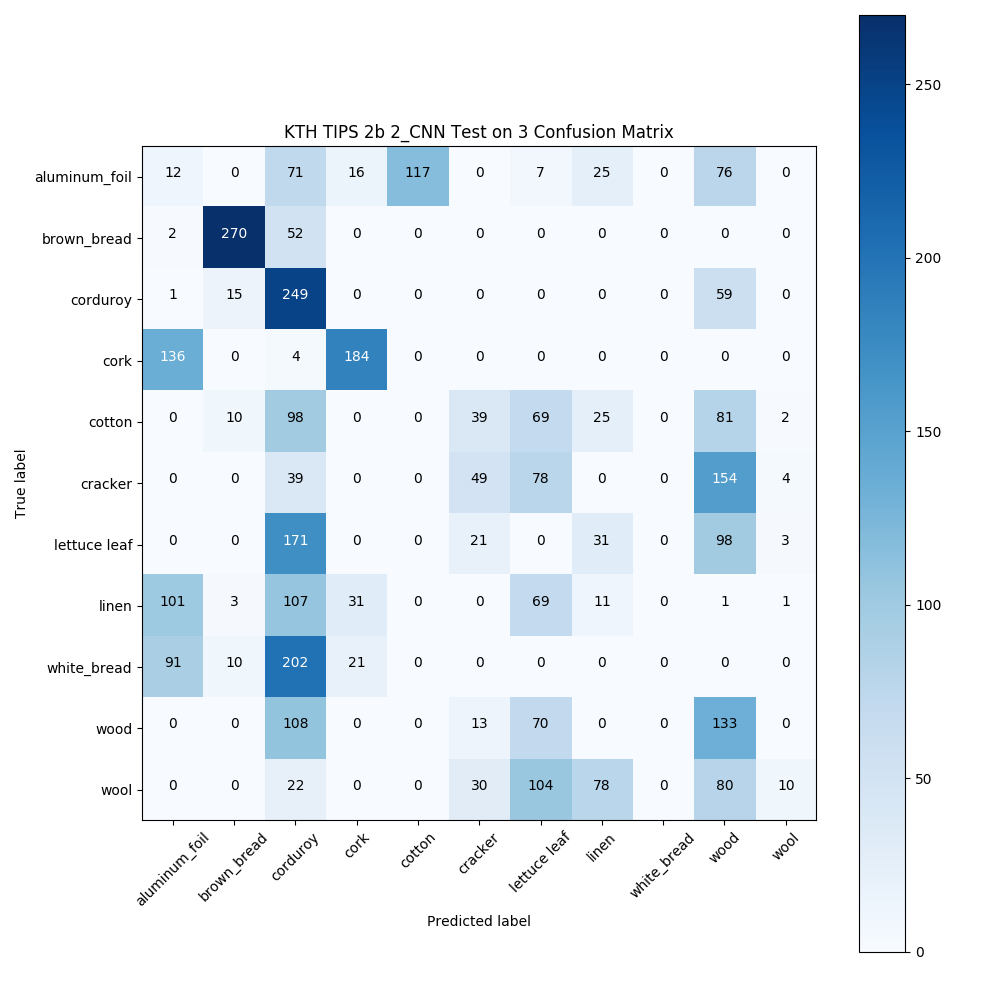 KTH TIPS 2b 2_CNN Test on 3 Confusion Matrix
aluminum_foil 12 0 71 16 117 0 7 25 0 76 0
brown_bread 2 270 52 0 0 0 0 0 0 0 0
corduroy 1 15 249 0 0 0 0 0 0 59 0
cork 136 0 4 184 0 0 0 0 0 0 0
cotton 0 10 98 0 0 39 69 25 0 81 2
cracker 0 0 39 0 0 49 78 0 0 154 4
lettuce leaf 0 0 171 0 0 21 0 31 0 98 3
linen 101 3 107 31 0 0 69 11 0 1 1
white_bread 91 10 202 21 0 0 0 0 0 0 0
wood 0 0 108 0 0 13 70 0 0 133 0
wool 0 0 22 0 0 30 104 78 0 80 10
aluminum_foil brown_bread corduroy cork cotton cracker lettuce leaf linen white_bread wood wool
Predicted label
True label
250
200
150
100
50
0